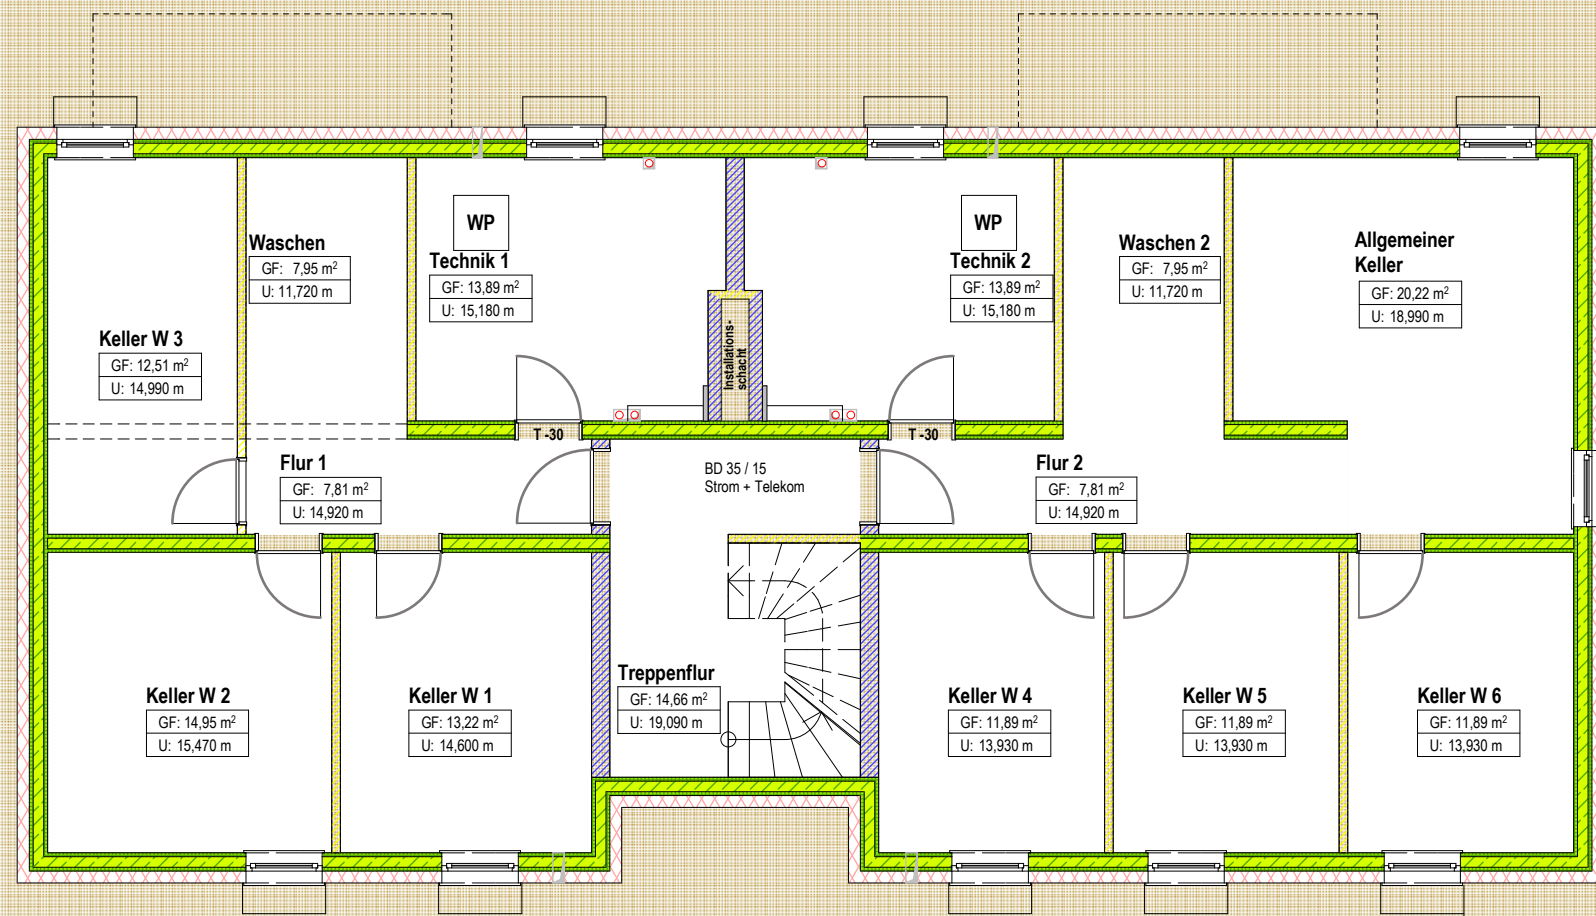 WP
WP
Waschen
GF: 7,95 m²
U: 11,720 m
Technik 1
GF: 13,89 m²
U: 15,180 m
Technik 2
GF: 13,89 m²
U: 15,180 m
Waschen 2
GF: 7,95 m²
U: 11,720 m
Allgemeiner
Keller
GF: 20,22 m²
U: 18,990 m
Keller W 3
GF: 12,51 m²
U: 14,990 m
Installations-
schacht
T -30
T -30
Flur 1
GF: 7,81 m²
U: 14,920 m
BD 35 / 15
Strom + Telekom
Flur 2
GF: 7,81 m²
U: 14,920 m
Keller W 2
GF: 14,95 m²
U: 15,470 m
Keller W 1
GF: 13,22 m²
U: 14,600 m
Treppenflur
GF: 14,66 m²
U: 19,090 m
Keller W 4
GF: 11,89 m²
U: 13,930 m
Keller W 5
GF: 11,89 m²
U: 13,930 m
Keller W 6
GF: 11,89 m²
U: 13,930 m